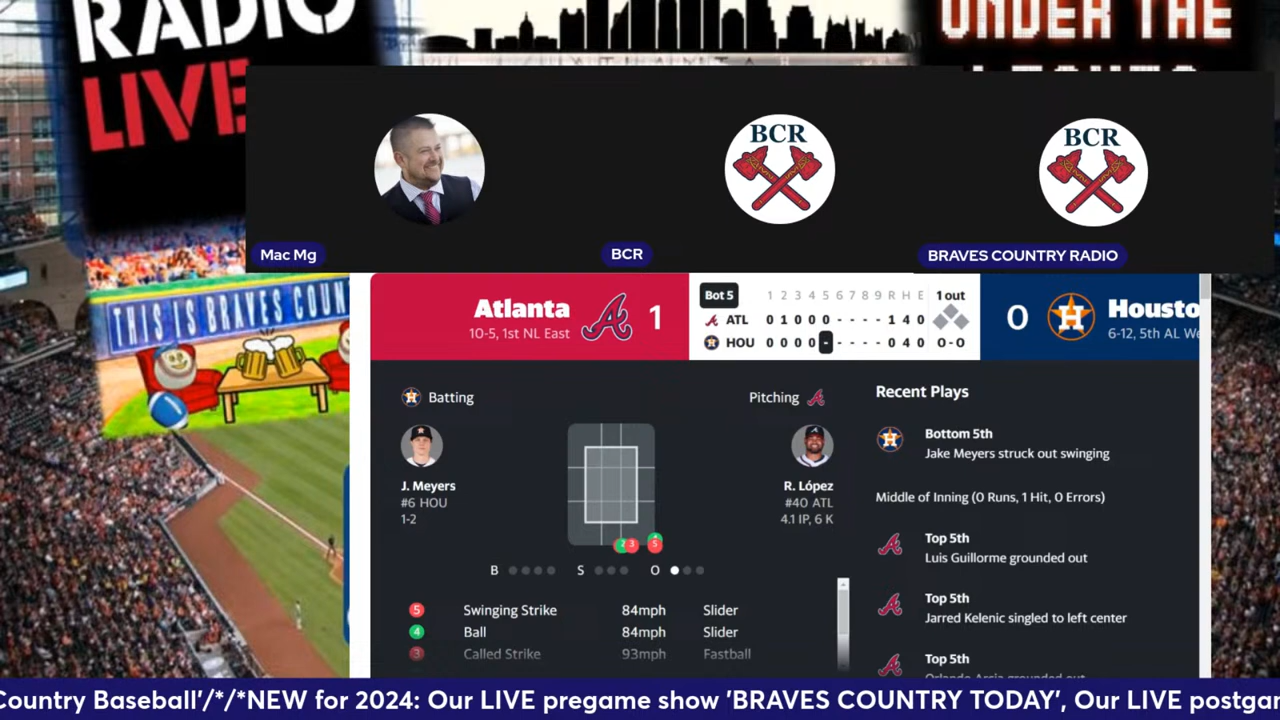 RADIO
LIVE
UNDER THE
BCR
BCR
Mac Mg
BCR
BRAVES COUNTRY RADIO
THIS IS BRAVES COUN
Atlanta
10-5, 1st NL East
1
Bot 5
1 2 3 4 5 6 7 8 9 R H E
ATL 0 1 0 0 0 - - - - 1 4 0
HOU 0 0 0 0 - - - - - 0 4 0
1 out
0-0
0
Housto
6-12, 5th AL We
Batting
Pitching
J. Meyers
#6 HOU
1-2
R. López
#40 ATL
4.1 IP, 6 K
B S O
5 Swinging Strike 84mph Slider
4 Ball 84mph Slider
3 Called Strike 93mph Fastball
Recent Plays
Bottom 5th
Jake Meyers struck out swinging
Middle of Inning (0 Runs, 1 Hit, 0 Errors)
Top 5th
Luis Guillorme grounded out
Top 5th
Jarred Kelenic singled to left center
Top 5th
Orlando Arcia grounded out
Country Baseball'/*/*NEW for 2024: Our LIVE pregame show 'BRAVES COUNTRY TODAY', Our LIVE postga